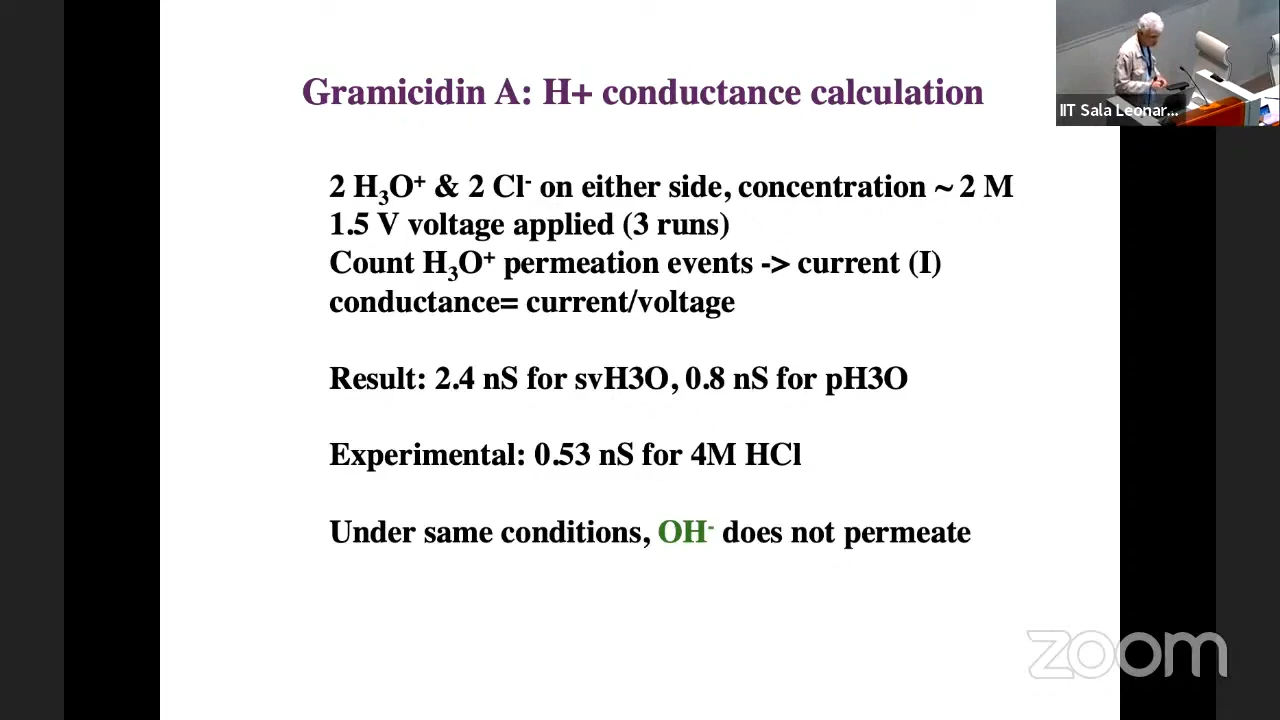 Gramicidin A: H+ conductance calculation
2 H₃O⁺ & 2 Cl⁻ on either side, concentration ~ 2 M
1.5 V voltage applied (3 runs)
Count H₃O⁺ permeation events -> current (I)
conductance= current/voltage
Result: 2.4 nS for svH3O, 0.8 nS for pH3O
Experimental: 0.53 nS for 4M HCl
Under same conditions, OH⁻ does not permeate
IIT Sala Leonar...
zoom